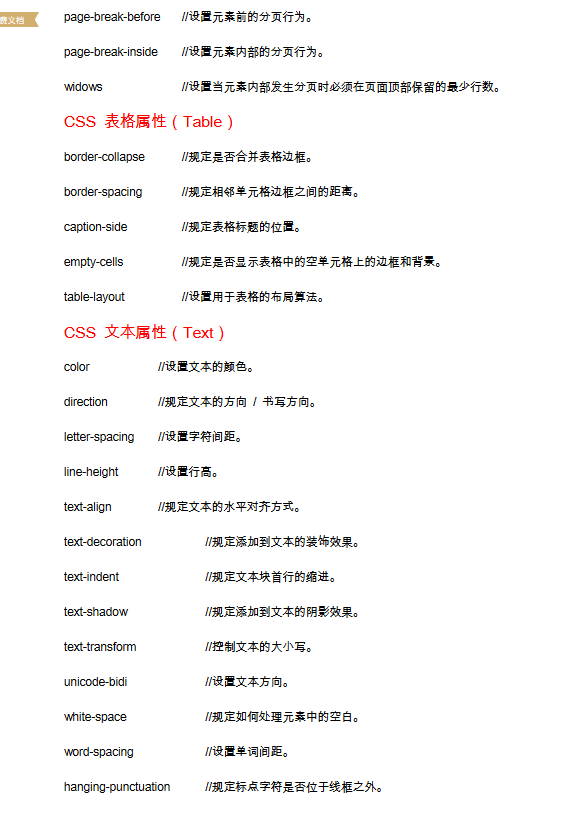 费文档
page-break-before //设置元素前的分页行为。
page-break-inside //设置元素内部的分页行为。
widows //设置当元素内部发生分页时必须在页面顶部保留的最少行数。
CSS 表格属性（Table）
border-collapse //规定是否合并表格边框。
border-spacing //规定相邻单元格边框之间的距离。
caption-side //规定表格标题的位置。
empty-cells //规定是否显示表格中的空单元格上的边框和背景。
table-layout //设置用于表格的布局算法。
CSS 文本属性（Text）
color //设置文本的颜色。
direction //规定文本的方向 / 书写方向。
letter-spacing //设置字符间距。
line-height //设置行高。
text-align //规定文本的水平对齐方式。
text-decoration //规定添加到文本的装饰效果。
text-indent //规定文本块首行的缩进。
text-shadow //规定添加到文本的阴影效果。
text-transform //控制文本的大小写。
unicode-bidi //设置文本方向。
white-space //规定如何处理元素中的空白。
word-spacing //设置单词间距。
hanging-punctuation //规定标点字符是否位于线框之外。